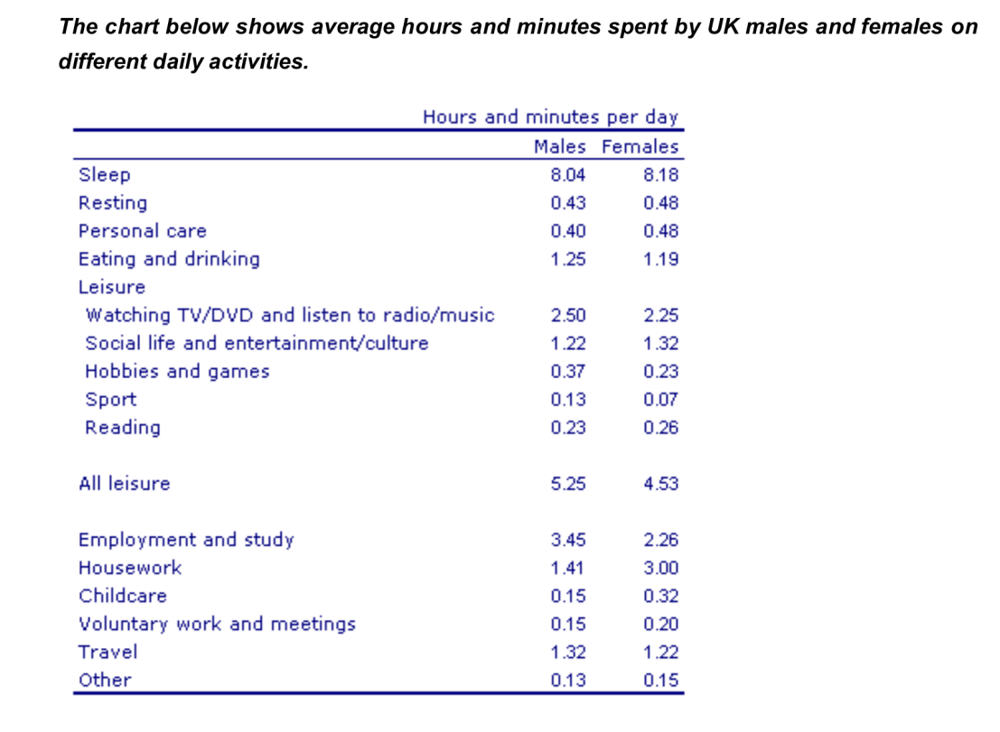 The chart below shows average hours and minutes spent by UK males and females on
different daily activities.
Hours and minutes per day
Males Females
Sleep 8.04 8.18
Resting 0.43 0.48
Personal care 0.40 0.48
Eating and drinking 1.25 1.19
Leisure
Watching TV/DVD and listen to radio/music 2.50 2.25
Social life and entertainment/culture 1.22 1.32
Hobbies and games 0.37 0.23
Sport 0.13 0.07
Reading 0.23 0.26
All leisure 5.25 4.53
Employment and study 3.45 2.26
Housework 1.41 3.00
Childcare 0.15 0.32
Voluntary work and meetings 0.15 0.20
Travel 1.32 1.22
Other 0.13 0.15